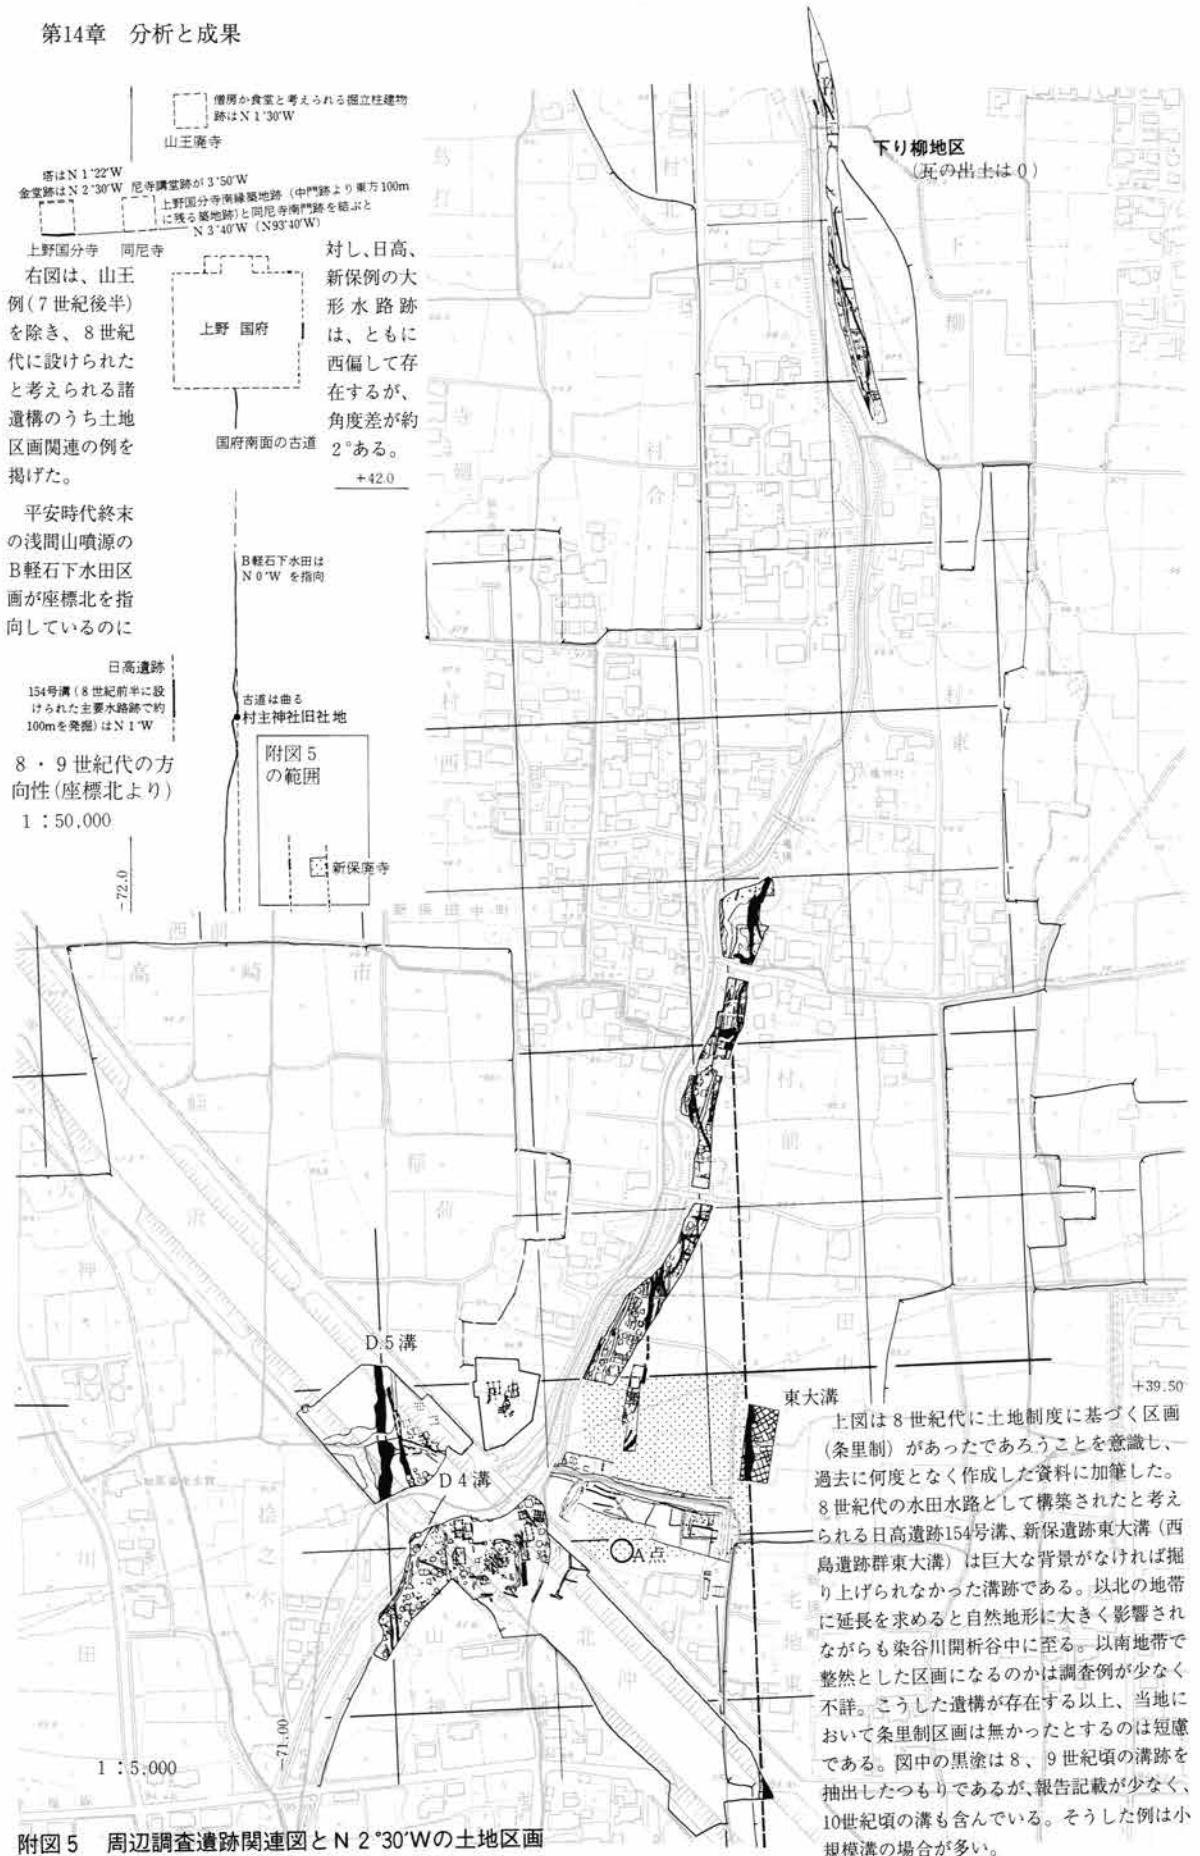 第14章　分析と成果
僧房か食堂と考えられる掘立柱建物
跡はN 1°30′W
山王廃寺
塔はN 1°22′W
金堂跡はN 2°30′W
尼寺講堂跡が 3°50′W
上野国分寺南縁築地跡（中門跡より東方100m
に残る築地跡）と同尼寺南門跡を結ぶと
N 3°40′W（N93°40′W）
上野国分寺
同尼寺
右図は、山王
例（7世紀後半）
を除き、8世紀
代に設けられた
と考えられる諸
遺構のうち土地
区画関連の例を
掲げた。
平安時代終末
の浅間山噴源の
B軽石下水田区
画が座標北を指
向しているのに
対し、日高、
新保例の大
形水路跡
は、ともに
西偏して存
在するが、
角度差が約
2°ある。
+42.0
上野 国府
国府南面の古道
B軽石下水田は
N 0°W を指向
日高遺跡
154号溝（8世紀前半に設
けられた主要水路跡で約
100mを発掘）はN 1°W
古道は曲る
村主神社旧社地
附図5
の範囲
新保廃寺
8・9世紀代の方
向性（座標北より）
1：50,000
-72.0
下り柳地区
（瓦の出土は0）
高
崎
市
村
東
村
前
稲
荷
D 5溝
D 4溝
東大溝
A点
+39.50
-71.00
1：5,000
上図は8世紀代に土地制度に基づく区画
（条里制）があったであろうことを意識し、
過去に何度となく作成した資料に加筆した。
8世紀代の水田水路として構築されたと考え
られる日高遺跡154号溝、新保遺跡東大溝（西
島遺跡群東大溝）は巨大な背景がなければ掘
り上げられなかった溝跡である。以北の地帯
に延長を求めると自然地形に大きく影響され
ながらも染谷川開析谷中に至る。以南地帯で
整然とした区画になるのかは調査例が少なく
不詳。こうした遺構が存在する以上、当地に
おいて条里制区画は無かったとするのは短慮
である。図中の黒塗は8、9世紀頃の溝跡を
抽出したつもりであるが、報告記載が少なく、
10世紀頃の溝も含んでいる。そうした例は小
規模溝の場合が多い。
附図5　周辺調査遺跡関連図とN 2°30′Wの土地区画